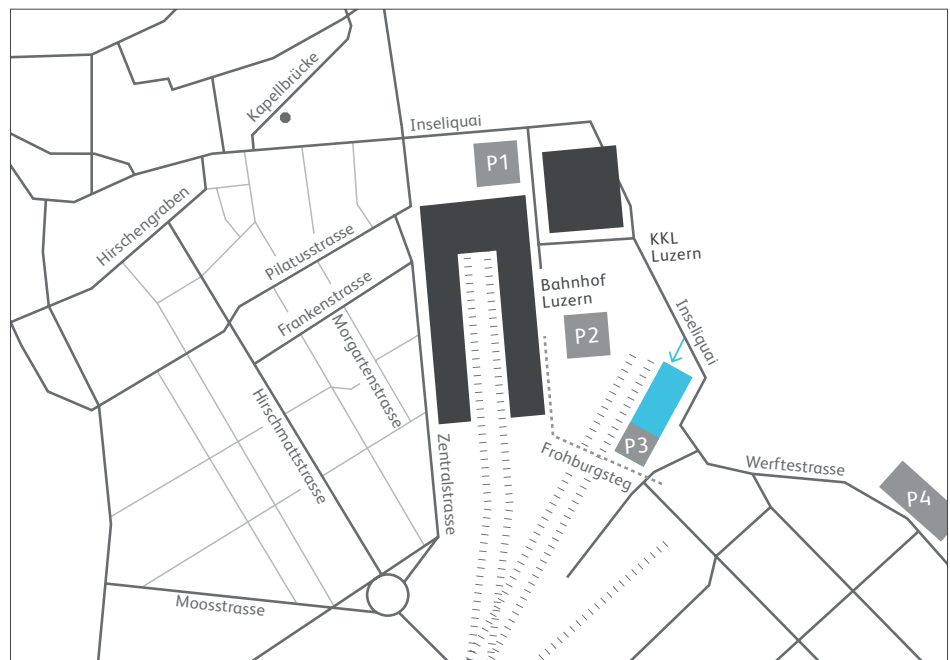 Kapellbrücke
Inseliquai
P1
Hirschengraben
Pilatusstrasse
KKL
Luzern
Frankenstrasse
Bahnhof
Luzern
Inseliquai
Morgartenstrasse
P2
Hirschmattstrasse
Zentralstrasse
P3
Frohburgsteg
Werftestrasse
P4
Moosstrasse